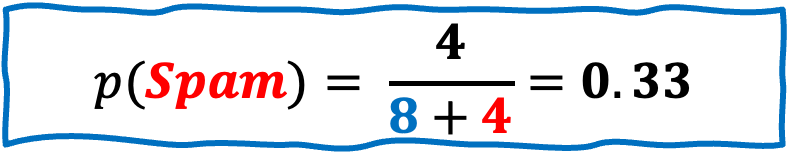 p(Spam) = 4 / (8 + 4) = 0.33